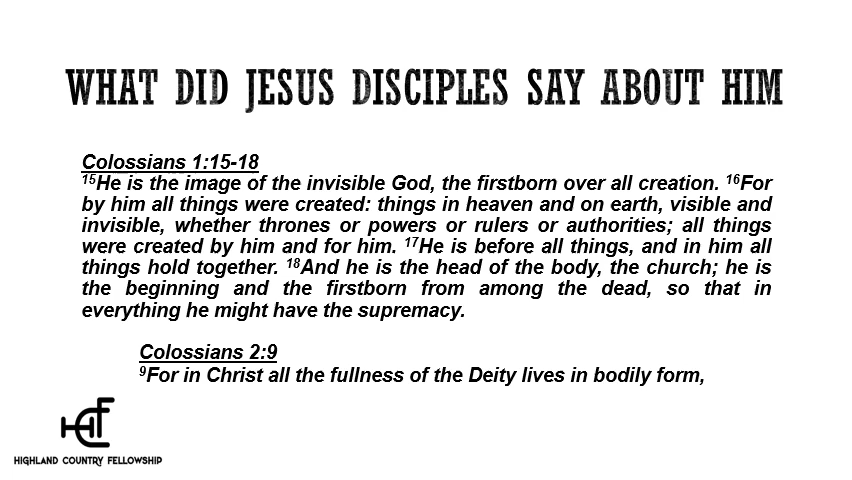 WHAT DID JESUS DISCIPLES SAY ABOUT HIM
Colossians 1:15-18
15He is the image of the invisible God, the firstborn over all creation. 16For
by him all things were created: things in heaven and on earth, visible and
invisible, whether thrones or powers or rulers or authorities; all things
were created by him and for him. 17He is before all things, and in him all
things hold together. 18And he is the head of the body, the church; he is
the beginning and the firstborn from among the dead, so that in
everything he might have the supremacy.
Colossians 2:9
9For in Christ all the fullness of the Deity lives in bodily form,
HCF
HIGHLAND COUNTRY FELLOWSHIP